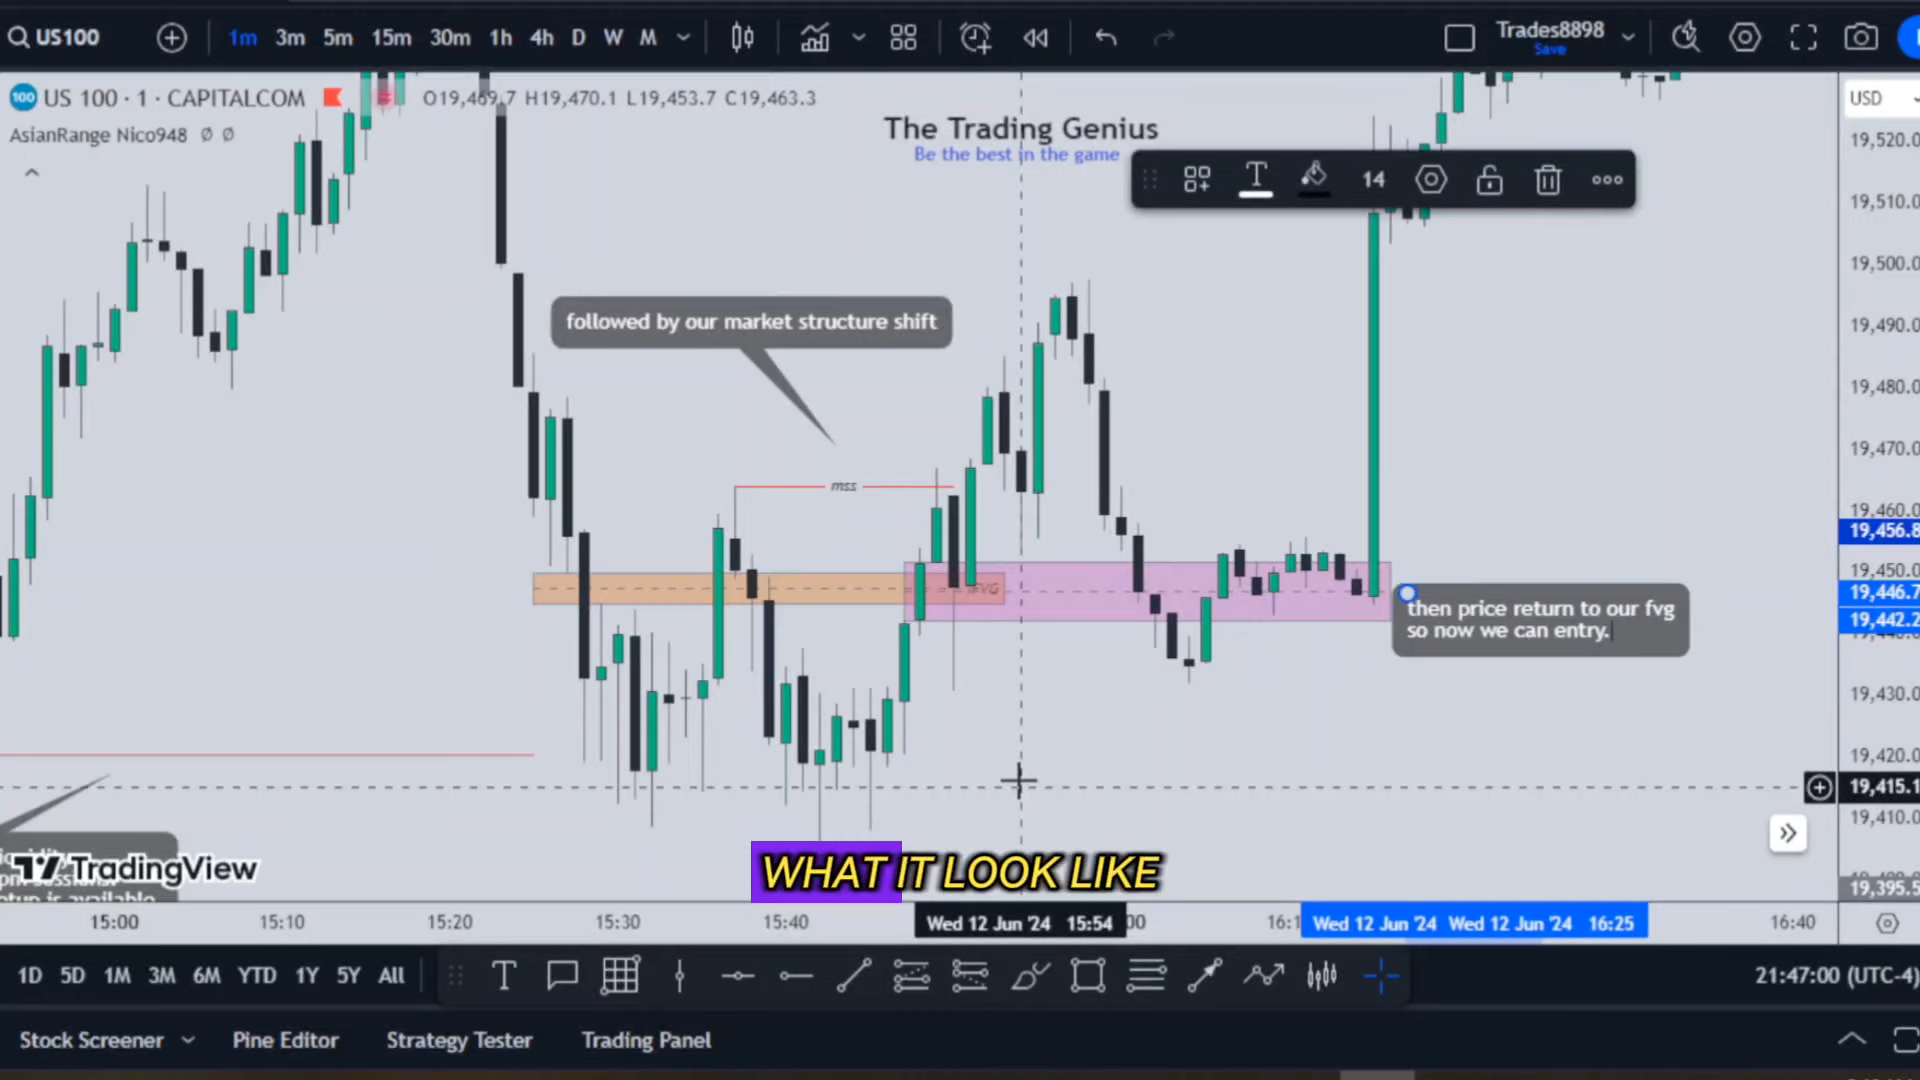 US100
1m 3m 5m 15m 30m 1h 4h D W M
Trades8898
Save
US 100 · 1 · CAPITALCOM
O19,469.7 H19,470.1 L19,453.7 C19,463.3
AsianRange Nico948
The Trading Genius
Be the best in the game
14
USD
19,520.0
19,510.0
19,500.0
19,490.0
19,480.0
19,470.0
19,460.0
19,456.8
19,450.0
19,446.7
19,442.2
19,430.0
19,420.0
19,415.1
19,410.0
19,395.5
followed by our market structure shift
mss
then price return to our fvg
so now we can entry.
TradingView
WHAT IT LOOK LIKE
15:00 15:10 15:20 15:30 15:40 Wed 12 Jun '24 15:54 :00 16:1 Wed 12 Jun '24 Wed 12 Jun '24 16:25 16:40
1D 5D 1M 3M 6M YTD 1Y 5Y All
21:47:00 (UTC-4)
Stock Screener Pine Editor Strategy Tester Trading Panel